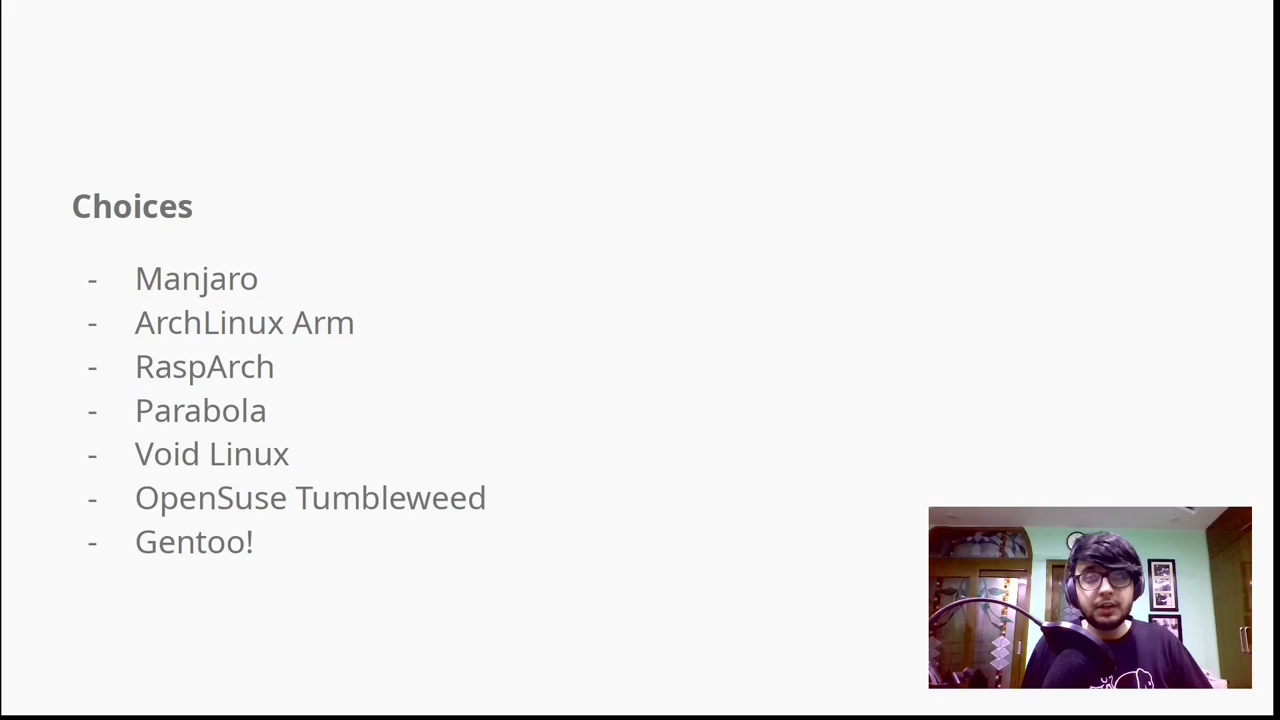 Choices
- Manjaro
- ArchLinux Arm
- RaspArch
- Parabola
- Void Linux
- OpenSuse Tumbleweed
- Gentoo!